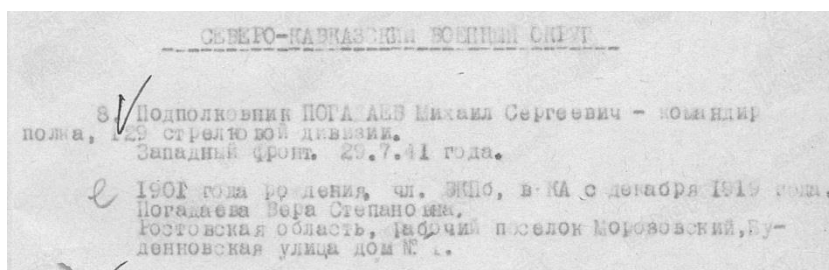 СЕВЕРО-КАВКАЗСКИЙ ВОЕННЫЙ ОКРУГ
8. Подполковник ПОГАДАЕВ Михаил Сергеевич - командир
полка, 129 стрелковой дивизии.
Западный фронт. 29.7.41 года.
1901 года рождения, чл. ВКПб, в КА с декабря 1919 года.
Погадаева Вера Степановна.
Ростовская область, рабочий поселок Морозовский, Бу-
денновская улица дом №